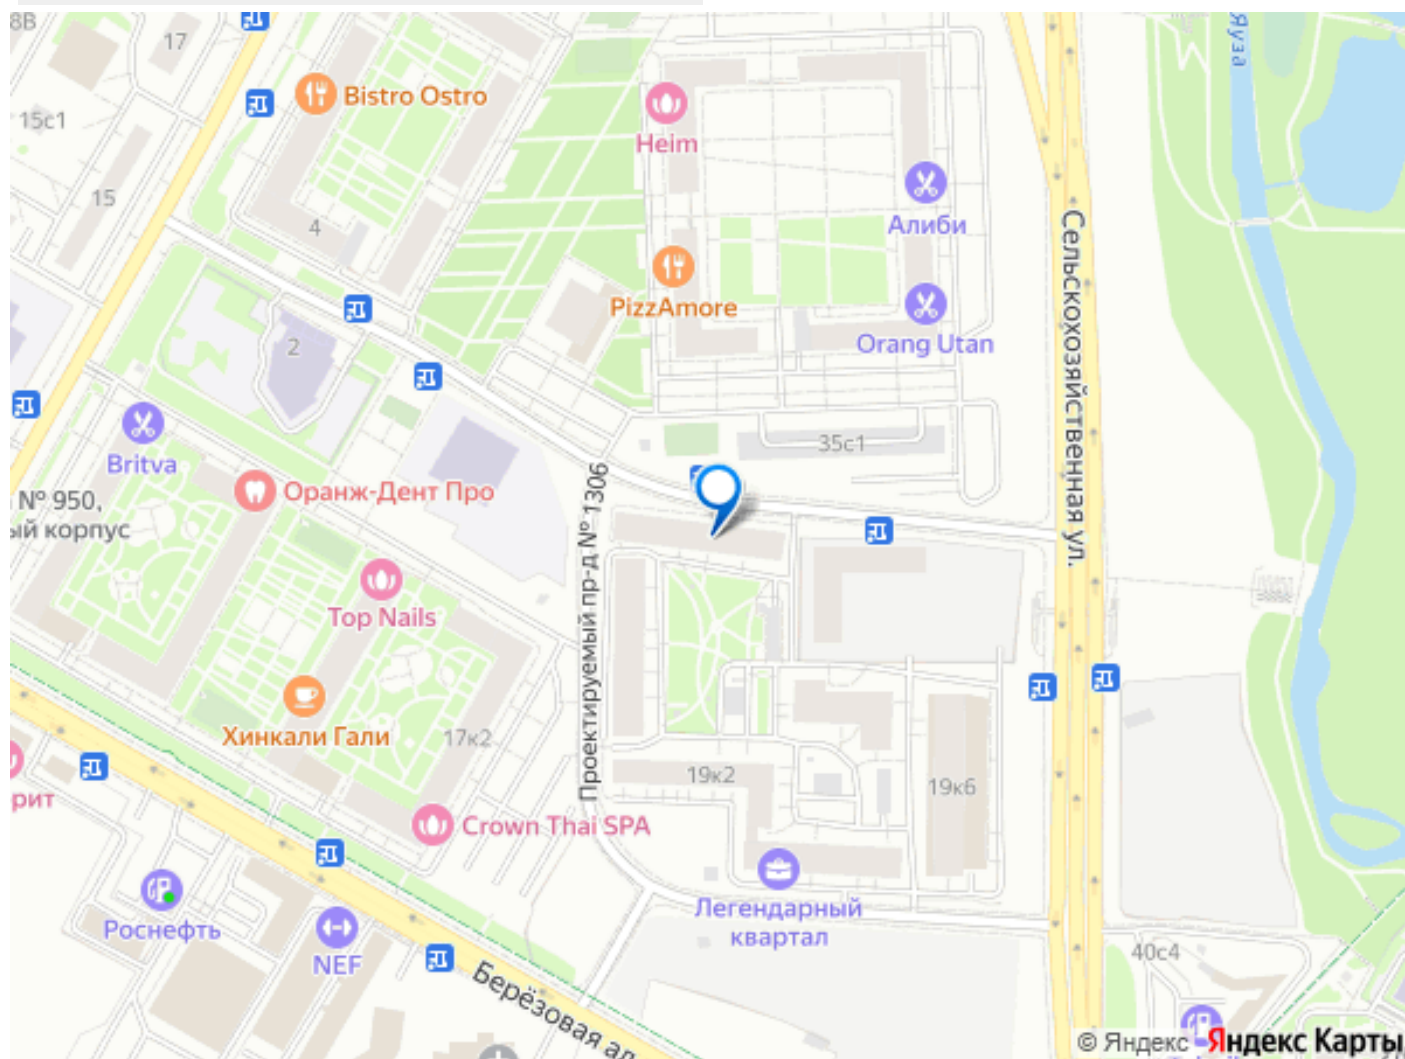 8В
17
Яуза
Bistro Ostro
15с1
Heim
15
4
Алиби
Сельскохозяйственная ул.
PizzAmore
2
Orang Utan
35с1
Britva
№ 950,
ый корпус
Оранж-Дент Про
Проектируемый пр-д № 1306
Top Nails
Хинкали Гали
17к2
19к2
19к6
рит
Crown Thai SPA
Роснефть
Легендарный
квартал
NEF
Берёзовая ал
40с4
© Яндекс
Яндекс Карты